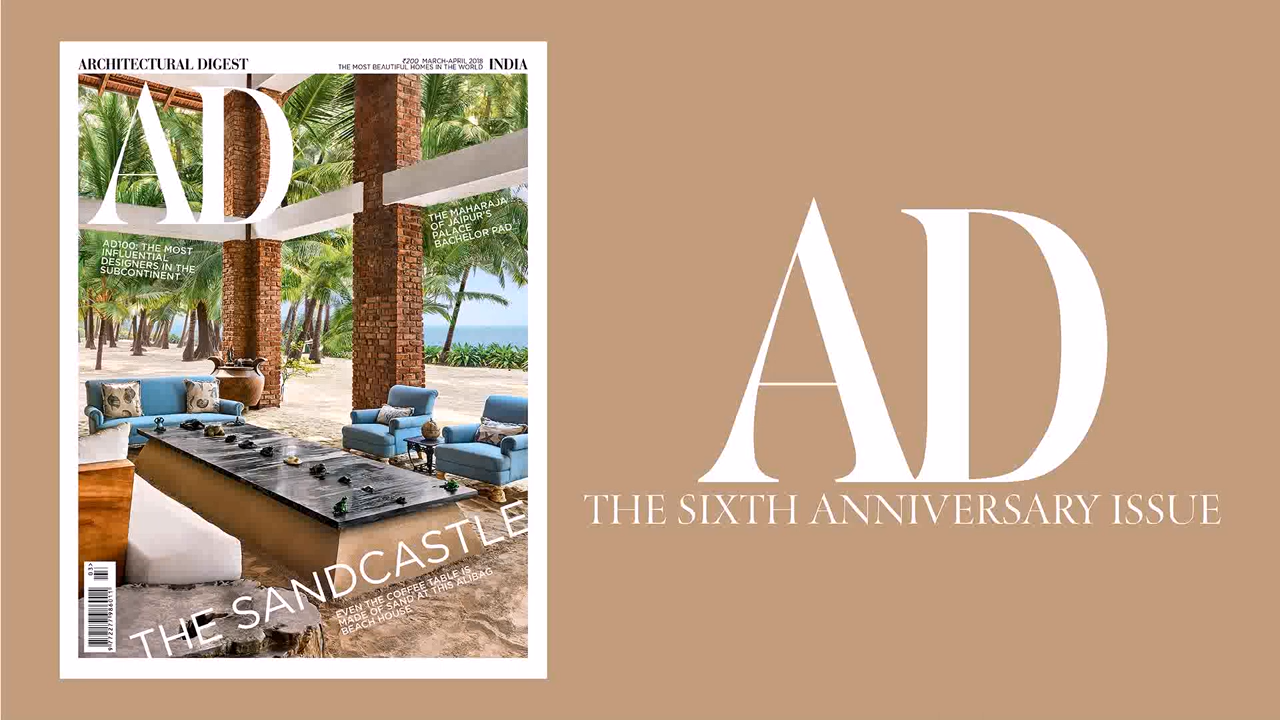 ARCHITECTURAL DIGEST
₹200 MARCH-APRIL 2018
THE MOST BEAUTIFUL HOMES IN THE WORLD
INDIA
AD
AD100: THE MOST
INFLUENTIAL
DESIGNERS IN THE
SUBCONTINENT
THE MAHARAJA
OF JAIPUR'S
PALACE
BACHELOR PAD
THE SANDCASTLE
EVEN THE COFFEE TABLE IS
MADE OF SAND AT THIS ALIBAG
BEACH HOUSE
03>
AD
THE SIXTH ANNIVERSARY ISSUE